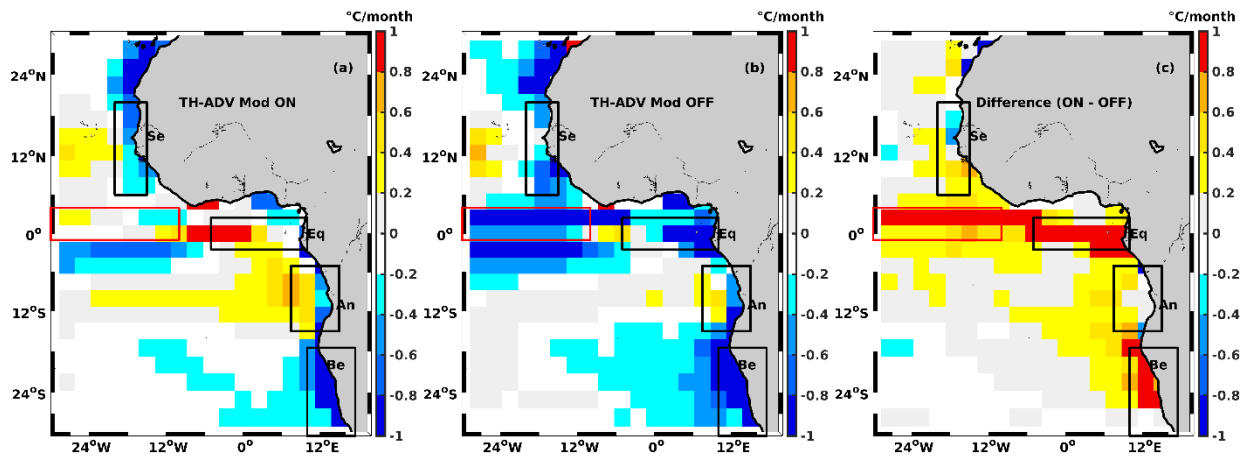 °C/month
°C/month
°C/month
(a)
TH-ADV Mod ON
Se
Eq
An
Be
24°N
12°N
0°
12°S
24°S
24°W
12°W
0°
12°E
1
0.8
0.6
0.4
0.2
0
-0.2
-0.4
-0.6
-0.8
-1
(b)
TH-ADV Mod OFF
Se
Eq
An
Be
24°N
12°N
0°
12°S
24°S
24°W
12°W
0°
12°E
1
0.8
0.6
0.4
0.2
0
-0.2
-0.4
-0.6
-0.8
-1
(c)
Difference (ON - OFF)
Se
Eq
An
Be
24°N
12°N
0°
12°S
24°S
24°W
12°W
0°
12°E
1
0.8
0.6
0.4
0.2
0
-0.2
-0.4
-0.6
-0.8
-1